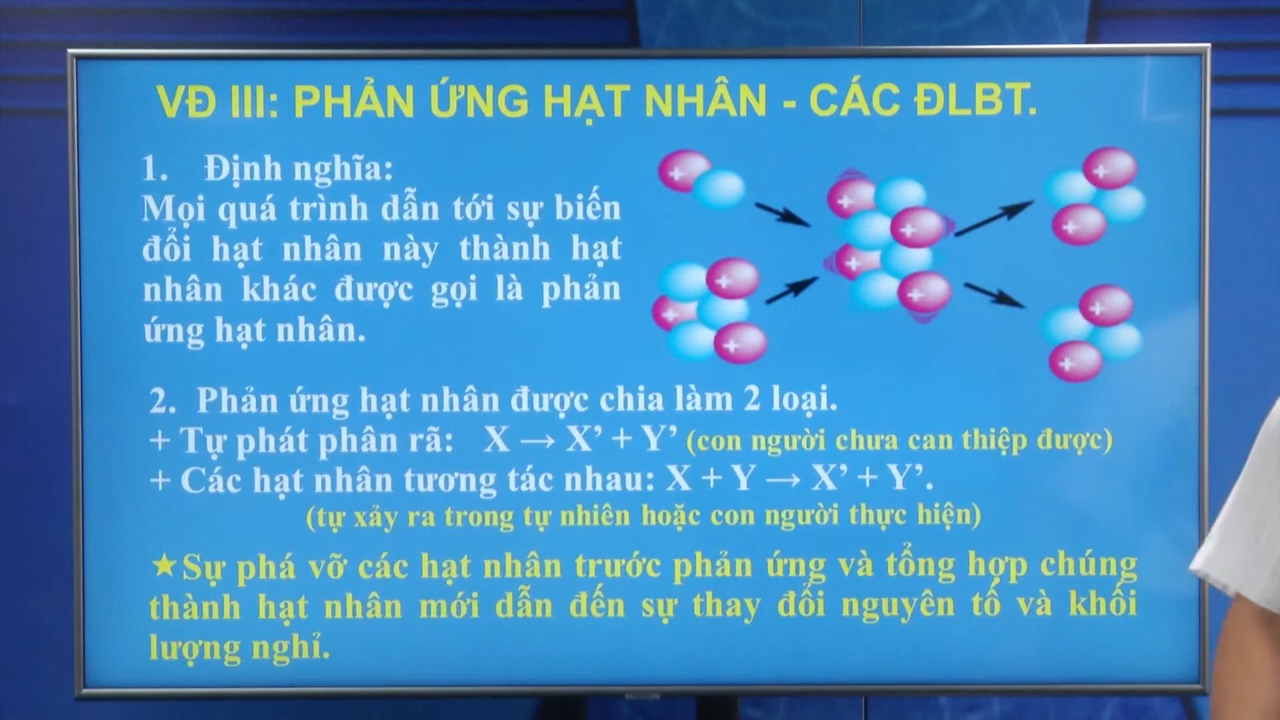 VĐ III: PHẢN ỨNG HẠT NHÂN - CÁC ĐLBT.
1. Định nghĩa:
Mọi quá trình dẫn tới sự biến
đổi hạt nhân này thành hạt
nhân khác được gọi là phản
ứng hạt nhân.
2. Phản ứng hạt nhân được chia làm 2 loại.
+ Tự phát phân rã: X → X’ + Y’ (con người chưa can thiệp được)
+ Các hạt nhân tương tác nhau: X + Y → X’ + Y’.
(tự xảy ra trong tự nhiên hoặc con người thực hiện)
★Sự phá vỡ các hạt nhân trước phản ứng và tổng hợp chúng
thành hạt nhân mới dẫn đến sự thay đổi nguyên tố và khối
lượng nghỉ.